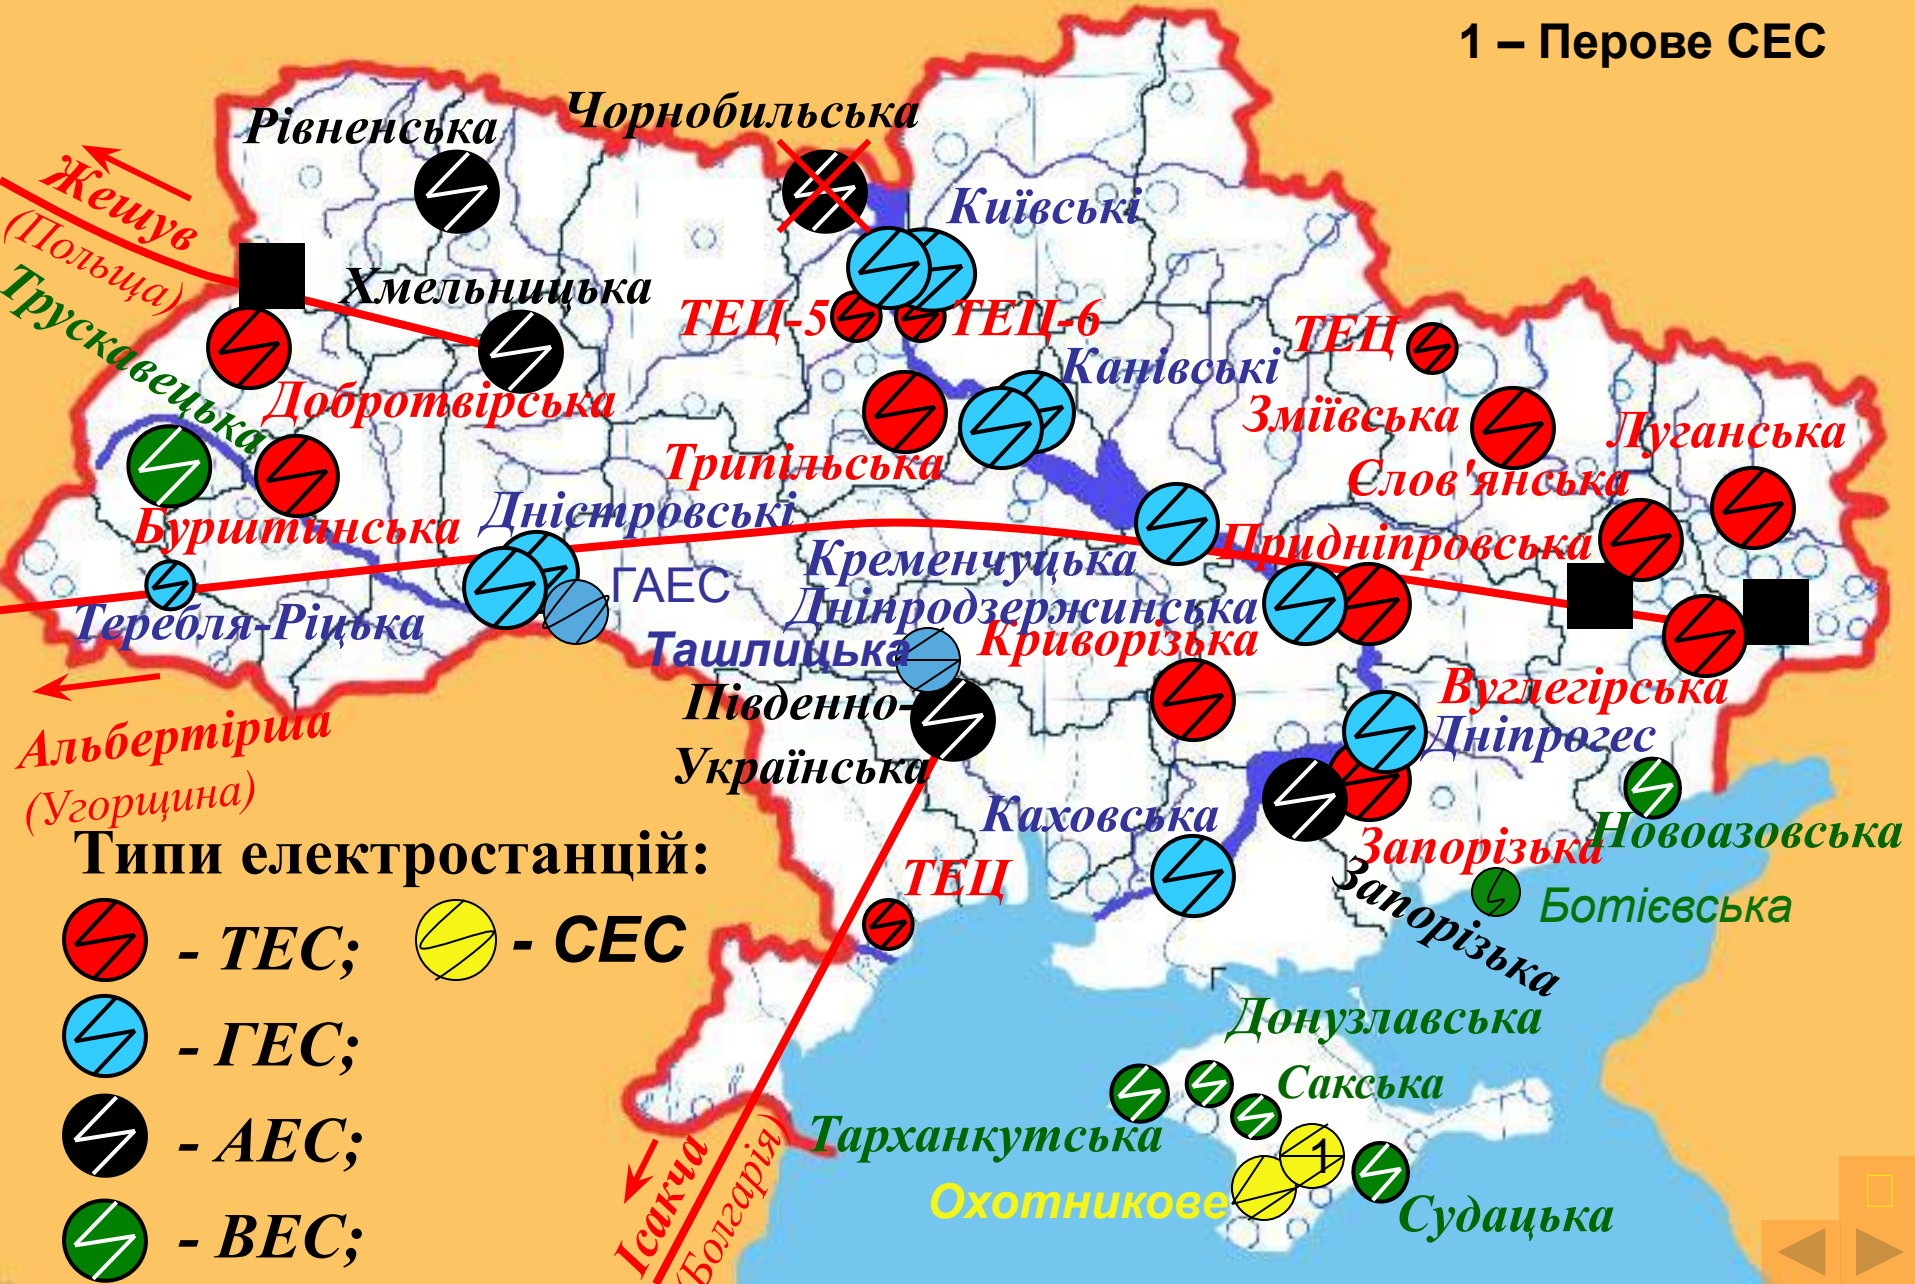 1 – Перове СЕС
Рівненська
Чорнобильська
Жешув
(Польща)
Київські
Трускавецька
Хмельницька
ТЕЦ-5
ТЕЦ-6
ТЕЦ
Канівські
Добротвірська
Зміївська
Луганська
Трипільська
Слов'янська
Бурштинська
Дністровські
Придніпровська
Кременчуцька
ГАЕС
Дніпродзержинська
Теребля-Ріцька
Ташлицька
Криворізька
Південно-
Українська
Вуглегірська
Дніпрогес
Альбертірша
(Угорщина)
Каховська
Запорізька
Новоазовська
Запорізька
Ботієвська
ТЕЦ
Типи електростанцій:
- ТЕС;
- СЕС
- ГЕС;
- АЕС;
- ВЕС;
Донузлавська
Сакська
Тарханкутська
1
Охотникове
Судацька
Ісакча
(Болгарія)